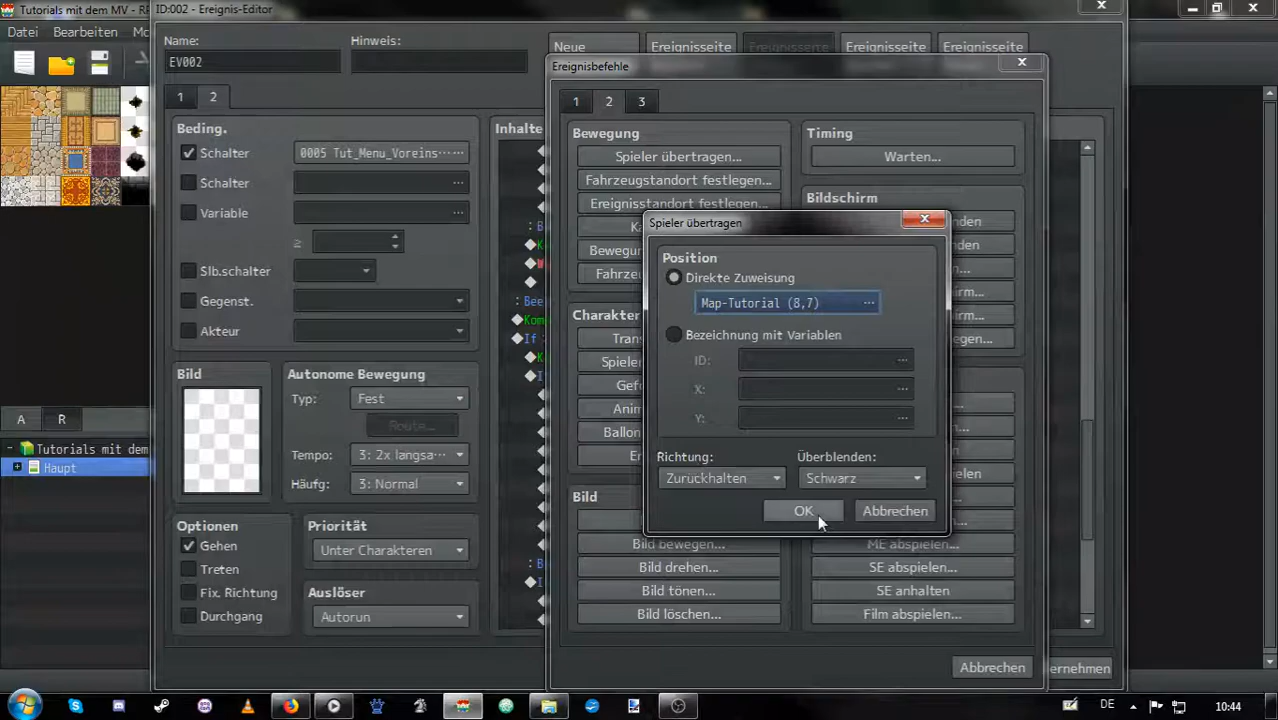 Tutorials mit dem MV - RP
Datei
Bearbeiten
ID:002 - Ereignis-Editor
Name:
EV002
Hinweis:
Neue
Ereignisseite
Ereignisseite
Ereignisseite
Ereignisseite
1
2
Beding.
Schalter
0005 Tut_Menu_Voreins...
Schalter
Variable
≥
Slb.schalter
Gegenst.
Akteur
Bild
Autonome Bewegung
Typ:
Fest
Route...
Tempo:
3: 2x langsa...
Häufg:
3: Normal
Optionen
Gehen
Treten
Fix. Richtung
Durchgang
Priorität
Unter Charakteren
Auslöser
Autorun
Inhalte
Ereignisbefehle
1
2
3
Bewegung
Spieler übertragen...
Fahrzeugstandort festlegen...
Ereignisstandort festlegen...
Timing
Warten...
Bildschirm
Spieler übertragen
Position
Direkte Zuweisung
Map-Tutorial (8,7)
Bezeichnung mit Variablen
ID:
X:
Y:
Richtung:
Zurückhalten
Überblenden:
Schwarz
OK
Abbrechen
Bild
Bild bewegen...
Bild drehen...
Bild tönen...
Bild löschen...
ME abspielen...
SE abspielen...
SE anhalten
Film abspielen...
Abbrechen
A
R
Tutorials mit dem
Haupt
DE
10:44